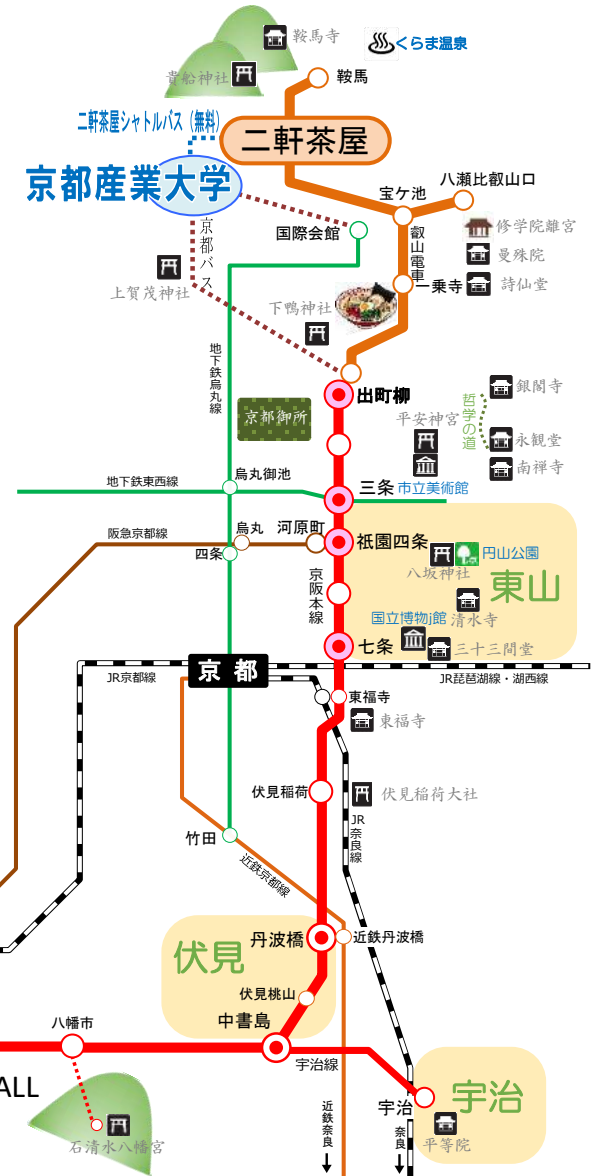 鞍馬寺
くらま温泉
貴船神社
鞍馬
二軒茶屋シャトルバス（無料）
二軒茶屋
京都産業大学
八瀬比叡山口
宝ケ池
修学院離宮
国際会館
叡山電車
京都バス
曼殊院
上賀茂神社
一乗寺
詩仙堂
下鴨神社
地下鉄烏丸線
出町柳
銀閣寺
哲学の道
京都御所
平安神宮
永観堂
南禅寺
地下鉄東西線
烏丸御池
三条
市立美術館
阪急京都線
烏丸
河原町
祇園四条
四条
円山公園
八坂神社
東山
京阪本線
国立博物j館
清水寺
七条
三十三間堂
京都
JR京都線
JR琵琶湖線・湖西線
東福寺
東福寺
伏見稲荷
伏見稲荷大社
JR奈良線
竹田
近鉄京都線
丹波橋
近鉄丹波橋
伏見
伏見桃山
中書島
八幡市
宇治線
ALL
宇治
宇治
近鉄奈良
奈良
平等院
石清水八幡宮